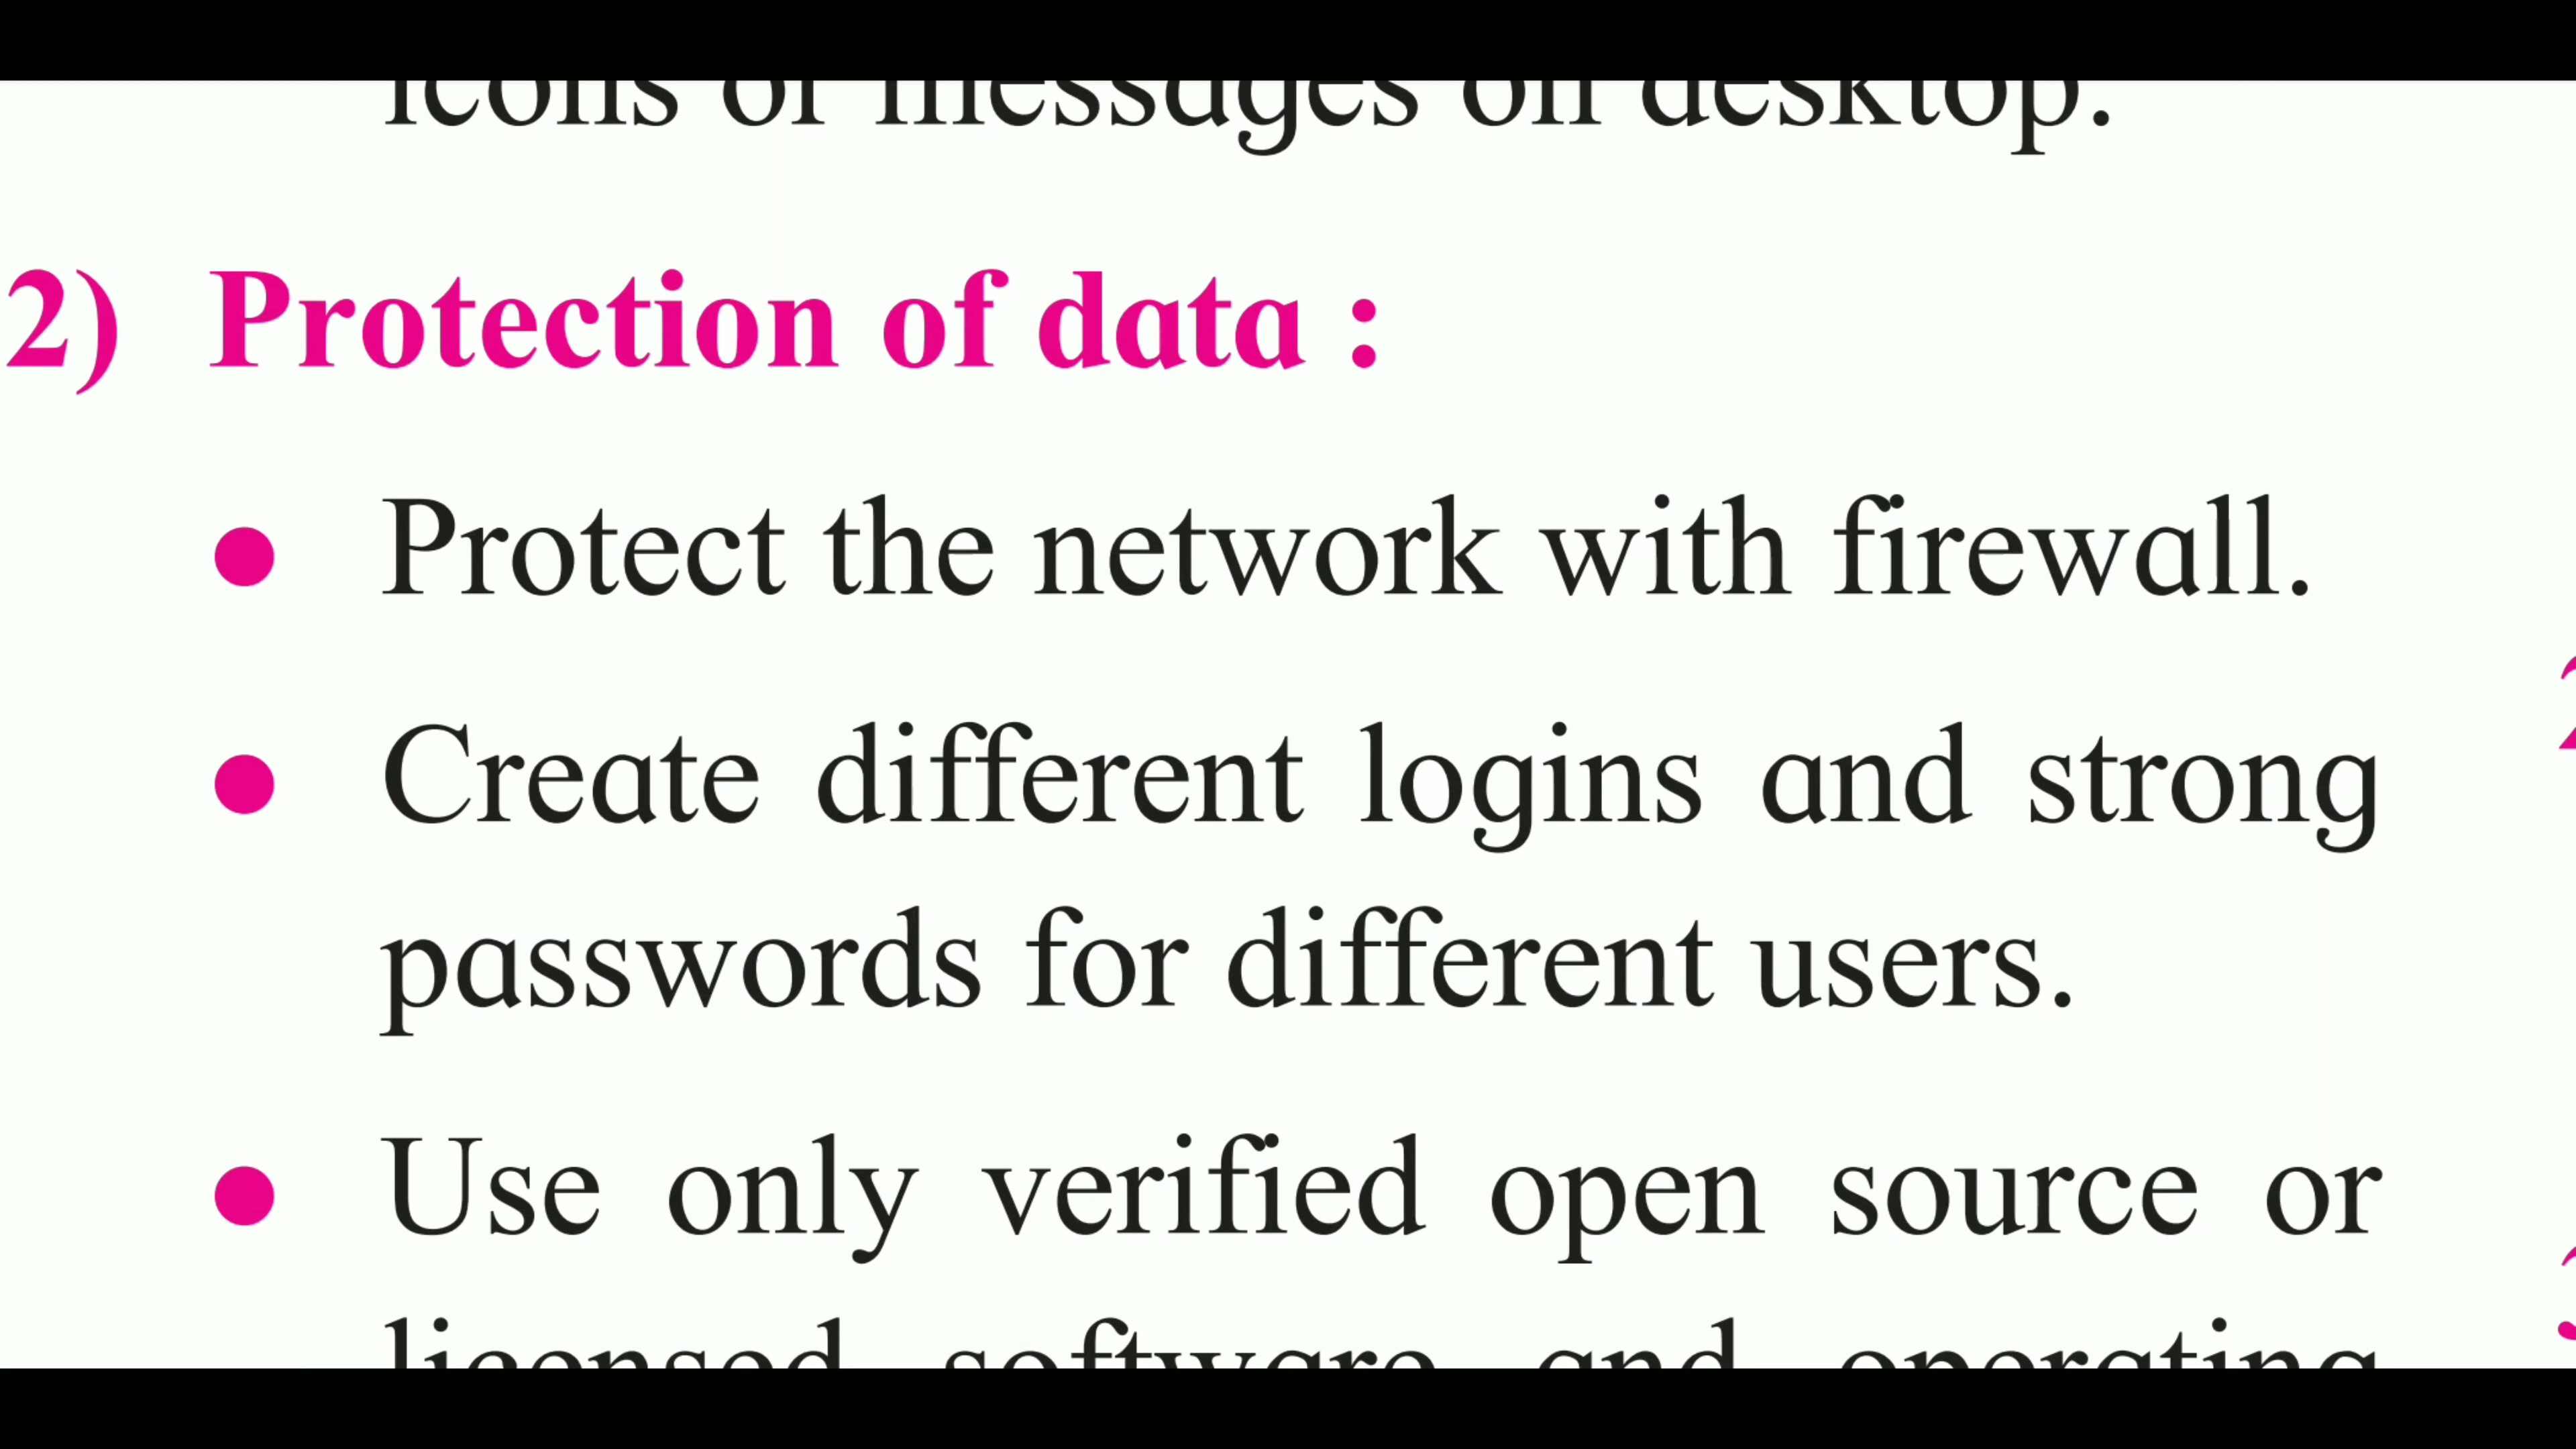 icons or messages on desktop.
2) Protection of data :
● Protect the network with firewall.
● Create different logins and strong
passwords for different users.
● Use only verified open source or
licensed software and operating